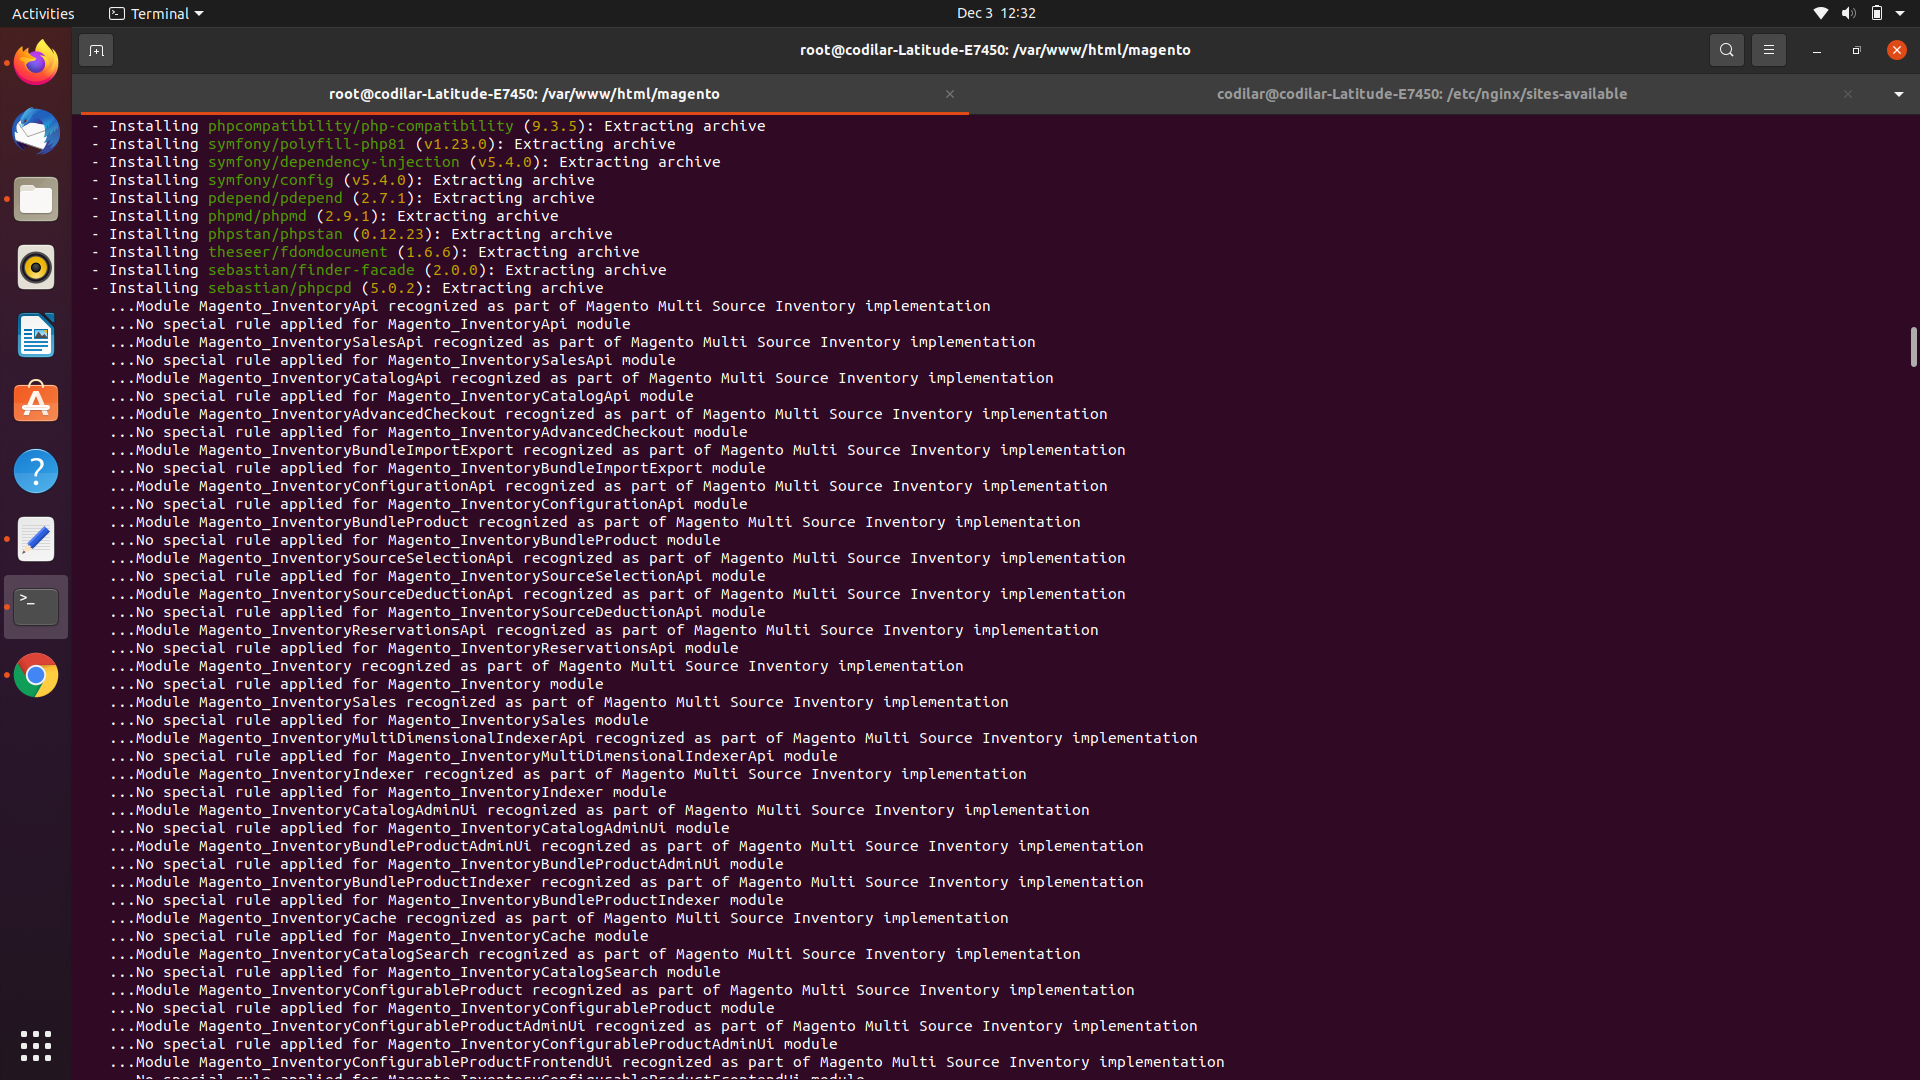 Activities
Terminal
Dec 3  12:32
root@codilar-Latitude-E7450: /var/www/html/magento
root@codilar-Latitude-E7450: /var/www/html/magento
codilar@codilar-Latitude-E7450: /etc/nginx/sites-available
- Installing phpcompatibility/php-compatibility (9.3.5): Extracting archive
- Installing symfony/polyfill-php81 (v1.23.0): Extracting archive
- Installing symfony/dependency-injection (v5.4.0): Extracting archive
- Installing symfony/config (v5.4.0): Extracting archive
- Installing pdepend/pdepend (2.7.1): Extracting archive
- Installing phpmd/phpmd (2.9.1): Extracting archive
- Installing phpstan/phpstan (0.12.23): Extracting archive
- Installing theseer/fdomdocument (1.6.6): Extracting archive
- Installing sebastian/finder-facade (2.0.0): Extracting archive
- Installing sebastian/phpcpd (5.0.2): Extracting archive
...Module Magento_InventoryApi recognized as part of Magento Multi Source Inventory implementation
...No special rule applied for Magento_InventoryApi module
...Module Magento_InventorySalesApi recognized as part of Magento Multi Source Inventory implementation
...No special rule applied for Magento_InventorySalesApi module
...Module Magento_InventoryCatalogApi recognized as part of Magento Multi Source Inventory implementation
...No special rule applied for Magento_InventoryCatalogApi module
...Module Magento_InventoryAdvancedCheckout recognized as part of Magento Multi Source Inventory implementation
...No special rule applied for Magento_InventoryAdvancedCheckout module
...Module Magento_InventoryBundleImportExport recognized as part of Magento Multi Source Inventory implementation
...No special rule applied for Magento_InventoryBundleImportExport module
...Module Magento_InventoryConfigurationApi recognized as part of Magento Multi Source Inventory implementation
...No special rule applied for Magento_InventoryConfigurationApi module
...Module Magento_InventoryBundleProduct recognized as part of Magento Multi Source Inventory implementation
...No special rule applied for Magento_InventoryBundleProduct module
...Module Magento_InventorySourceSelectionApi recognized as part of Magento Multi Source Inventory implementation
...No special rule applied for Magento_InventorySourceSelectionApi module
...Module Magento_InventorySourceDeductionApi recognized as part of Magento Multi Source Inventory implementation
...No special rule applied for Magento_InventorySourceDeductionApi module
...Module Magento_InventoryReservationsApi recognized as part of Magento Multi Source Inventory implementation
...No special rule applied for Magento_InventoryReservationsApi module
...Module Magento_Inventory recognized as part of Magento Multi Source Inventory implementation
...No special rule applied for Magento_Inventory module
...Module Magento_InventorySales recognized as part of Magento Multi Source Inventory implementation
...No special rule applied for Magento_InventorySales module
...Module Magento_InventoryMultiDimensionalIndexerApi recognized as part of Magento Multi Source Inventory implementation
...No special rule applied for Magento_InventoryMultiDimensionalIndexerApi module
...Module Magento_InventoryIndexer recognized as part of Magento Multi Source Inventory implementation
...No special rule applied for Magento_InventoryIndexer module
...Module Magento_InventoryCatalogAdminUi recognized as part of Magento Multi Source Inventory implementation
...No special rule applied for Magento_InventoryCatalogAdminUi module
...Module Magento_InventoryBundleProductAdminUi recognized as part of Magento Multi Source Inventory implementation
...No special rule applied for Magento_InventoryBundleProductAdminUi module
...Module Magento_InventoryBundleProductIndexer recognized as part of Magento Multi Source Inventory implementation
...No special rule applied for Magento_InventoryBundleProductIndexer module
...Module Magento_InventoryCache recognized as part of Magento Multi Source Inventory implementation
...No special rule applied for Magento_InventoryCache module
...Module Magento_InventoryCatalogSearch recognized as part of Magento Multi Source Inventory implementation
...No special rule applied for Magento_InventoryCatalogSearch module
...Module Magento_InventoryConfigurableProduct recognized as part of Magento Multi Source Inventory implementation
...No special rule applied for Magento_InventoryConfigurableProduct module
...Module Magento_InventoryConfigurableProductAdminUi recognized as part of Magento Multi Source Inventory implementation
...No special rule applied for Magento_InventoryConfigurableProductAdminUi module
...Module Magento_InventoryConfigurableProductFrontendUi recognized as part of Magento Multi Source Inventory implementation
...No special rule applied for Magento_InventoryConfigurableProductFrontendUi module